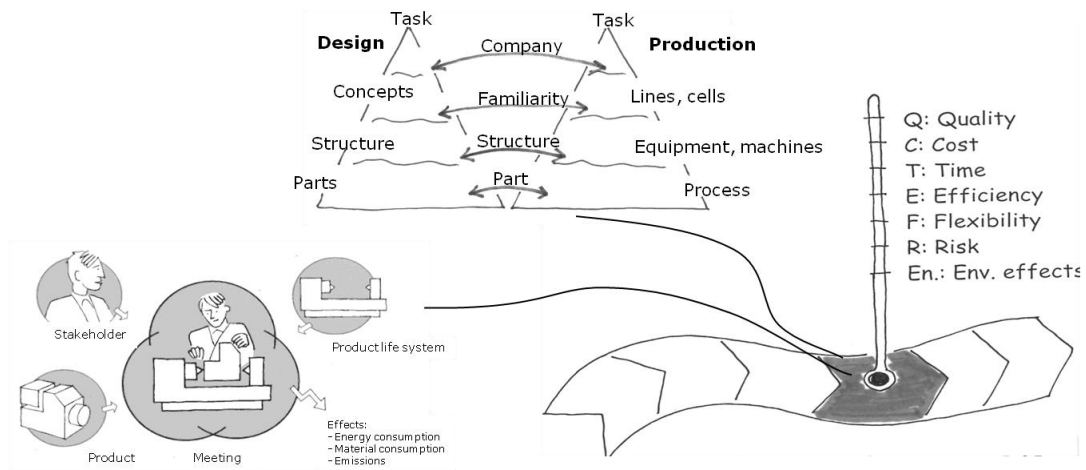 Task
Task
Design
Company
Production
Concepts
Familiarity
Lines, cells
Structure
Structure
Equipment, machines
Parts
Part
Process
Q: Quality
C: Cost
T: Time
E: Efficiency
F: Flexibility
R: Risk
En.: Env. effects
Stakeholder
Product life system
Product
Meeting
Effects:
- Energy consumption
- Material consumption
- Emissions